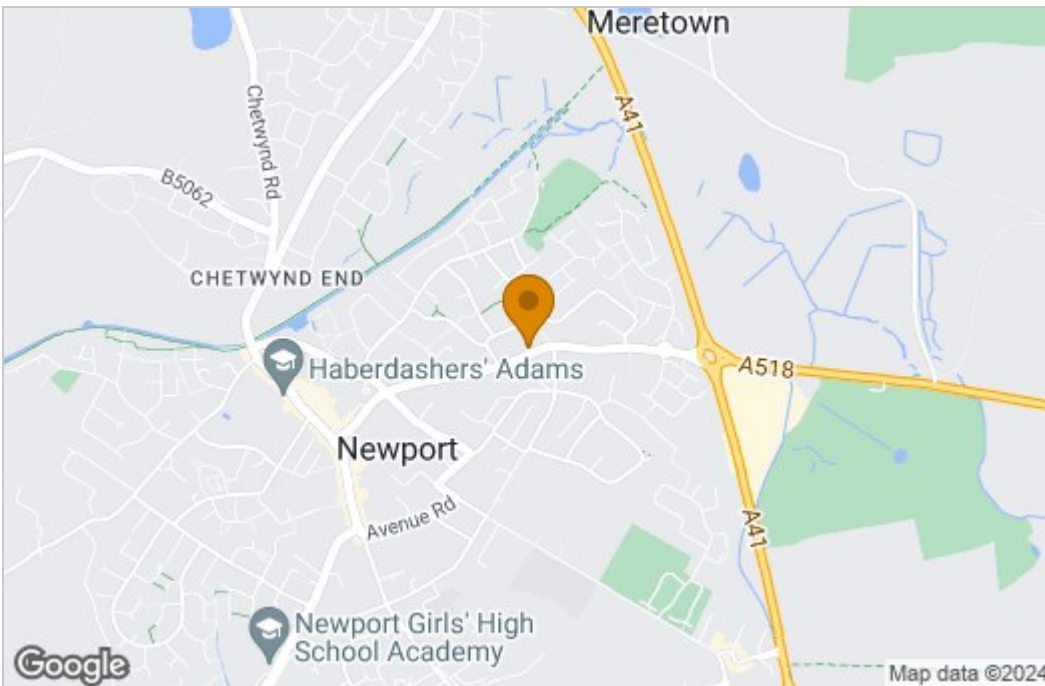 Meretown
A41
Chetwynd Rd
B5062
CHETWYND END
Haberdashers' Adams
A518
Newport
Avenue Rd
A41
Newport Girls' High
School Academy
Google
Map data ©2024